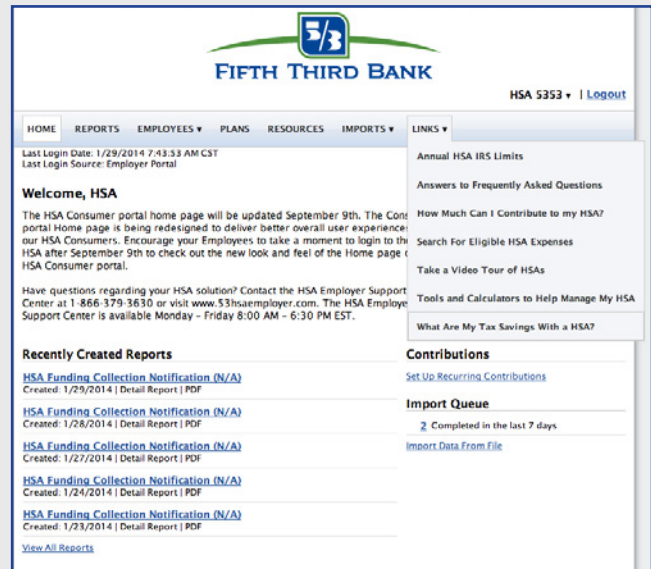 5/3
FIFTH THIRD BANK
HSA 5353 ▾ | Logout
HOME REPORTS EMPLOYEES ▾ PLANS RESOURCES IMPORTS ▾ LINKS ▾
Last Login Date: 1/29/2014 7:43:53 AM CST
Last Login Source: Employer Portal
Welcome, HSA
The HSA Consumer portal home page will be updated September 9th. The Cons
portal Home page is being redesigned to deliver better overall user experience
our HSA Consumers. Encourage your Employees to take a moment to login to th
HSA after September 9th to check out the new look and feel of the Home page
HSA Consumer portal.
Have questions regarding your HSA solution? Contact the HSA Employer Support
Center at 1-866-379-3630 or visit www.53hsaemployer.com. The HSA Employe
Support Center is available Monday - Friday 8:00 AM - 6:30 PM EST.
Annual HSA IRS Limits
Answers to Frequently Asked Questions
How Much Can I Contribute to my HSA?
Search For Eligible HSA Expenses
Take a Video Tour of HSAs
Tools and Calculators to Help Manage My HSA
What Are My Tax Savings With a HSA?
Recently Created Reports
HSA Funding Collection Notification (N/A)
Created: 1/29/2014 | Detail Report | PDF
HSA Funding Collection Notification (N/A)
Created: 1/28/2014 | Detail Report | PDF
HSA Funding Collection Notification (N/A)
Created: 1/27/2014 | Detail Report | PDF
HSA Funding Collection Notification (N/A)
Created: 1/24/2014 | Detail Report | PDF
HSA Funding Collection Notification (N/A)
Created: 1/23/2014 | Detail Report | PDF
View All Reports
Contributions
Set Up Recurring Contributions
Import Queue
2 Completed in the last 7 days
Import Data From File